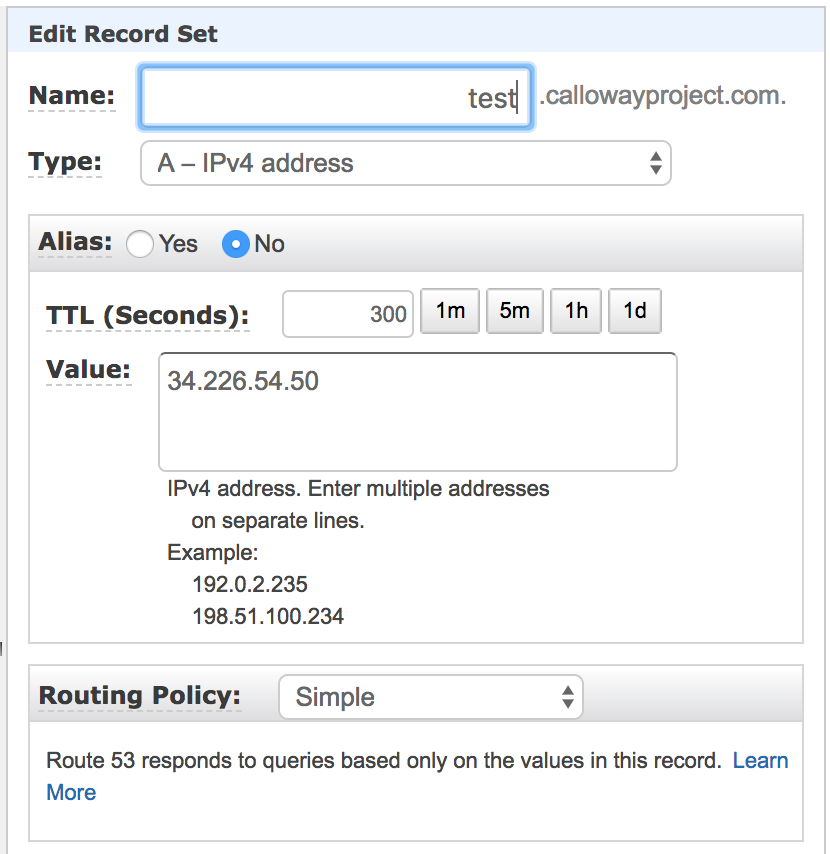 Edit Record Set
Name: test .callowayproject.com.
Type: A – IPv4 address
Alias: Yes No
TTL (Seconds): 300 1m 5m 1h 1d
Value: 34.226.54.50
IPv4 address. Enter multiple addresses
on separate lines.
Example:
192.0.2.235
198.51.100.234
Routing Policy: Simple
Route 53 responds to queries based only on the values in this record. Learn
More